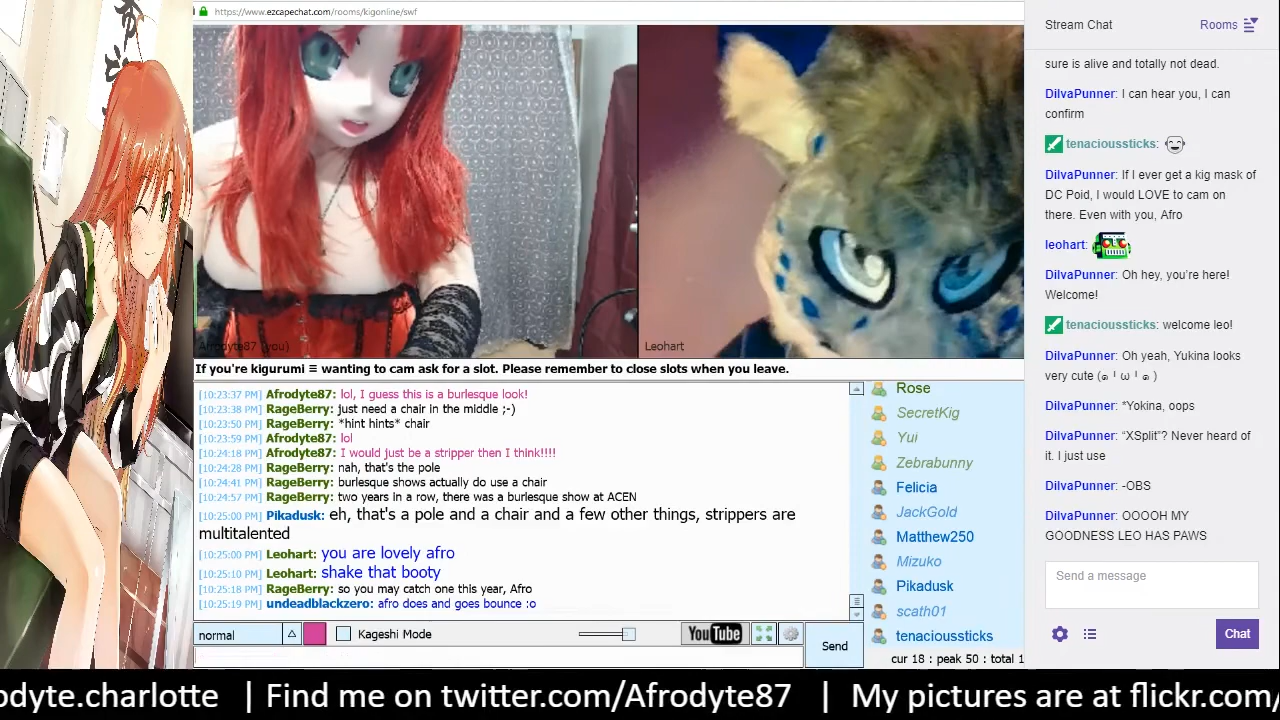 https://www.ezcapechat.com/rooms/kigonline/swf
Afrodyte87 (you)
Leohart
If you're kigurumi ≡ wanting to cam ask for a slot. Please remember to close slots when you leave.
[10:23:37 PM] Afrodyte87: lol, I guess this is a burlesque look!
[10:23:38 PM] RageBerry: just need a chair in the middle ;-)
[10:23:50 PM] RageBerry: *hint hints* chair
[10:23:59 PM] Afrodyte87: lol
[10:24:18 PM] Afrodyte87: I would just be a stripper then I think!!!!
[10:24:28 PM] RageBerry: nah, that's the pole
[10:24:41 PM] RageBerry: burlesque shows actually do use a chair
[10:24:57 PM] RageBerry: two years in a row, there was a burlesque show at ACEN
[10:25:00 PM] Pikadusk: eh, that's a pole and a chair and a few other things, strippers are
multitalented
[10:25:00 PM] Leohart: you are lovely afro
[10:25:10 PM] Leohart: shake that booty
[10:25:18 PM] RageBerry: so you may catch one this year, Afro
[10:25:19 PM] undeadblackzero: afro does and goes bounce :o
Rose
SecretKig
Yui
Zebrabunny
Felicia
JackGold
Matthew250
Mizuko
Pikadusk
scath01
tenaciousticks
cur 18 : peak 50 : total 1
normal
Kageshi Mode
YouTube
Send
Stream Chat
Rooms
sure is alive and totally not dead.
DilvaPunner: I can hear you, I can
confirm
tenaciousssticks:
DilvaPunner: If I ever get a kig mask of
DC Poid, I would LOVE to cam on
there. Even with you, Afro
leohart:
DilvaPunner: Oh hey, you're here!
Welcome!
tenaciousssticks: welcome leo!
DilvaPunner: Oh yeah, Yukina looks
very cute (๑╹ω╹๑)
DilvaPunner: *Yokina, oops
DilvaPunner: “XSplit”? Never heard of
it. I just use
DilvaPunner: -OBS
DilvaPunner: OOOOH MY
GOODNESS LEO HAS PAWS
Send a message
Chat
odyte.charlotte | Find me on twitter.com/Afrodyte87 | My pictures are at flickr.com/